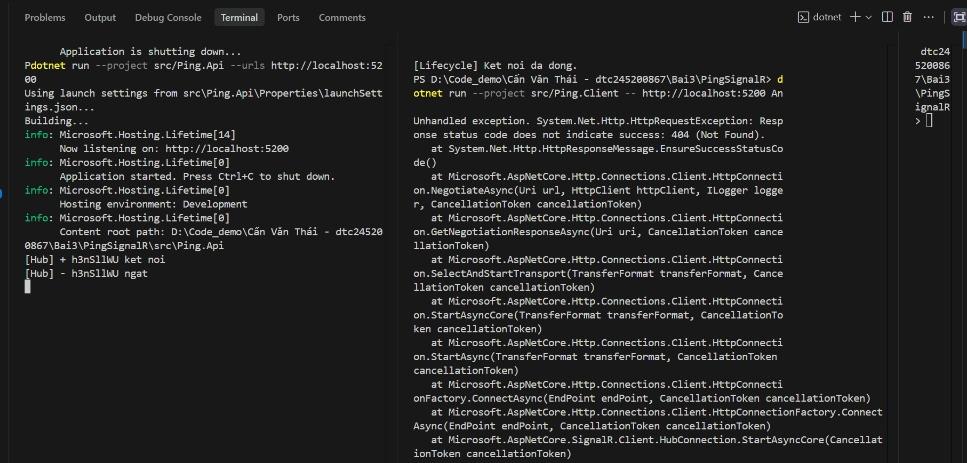 Problems Output Debug Console Terminal Ports Comments
dotnet
Application is shutting down...
Pdotnet run --project src/Ping.Api --urls http://localhost:52
00
Using launch settings from src\Ping.Api\Properties\launchSett
ings.json...
Building...
info: Microsoft.Hosting.Lifetime[14]
Now listening on: http://localhost:5200
info: Microsoft.Hosting.Lifetime[0]
Application started. Press Ctrl+C to shut down.
info: Microsoft.Hosting.Lifetime[0]
Hosting environment: Development
info: Microsoft.Hosting.Lifetime[0]
Content root path: D:\Code_demo\Cấn Văn Thái - dtc24520
0867\Bai3\PingSignalR\src\Ping.Api
[Hub] + h3nSllWU ket noi
[Hub] - h3nSllWU ngat
[Lifecycle] Ket noi da dong.
PS D:\Code_demo\Cấn Văn Thái - dtc245200867\Bai3\PingSignalR> d
otnet run --project src/Ping.Client -- http://localhost:5200 An
Unhandled exception. System.Net.Http.HttpRequestException: Resp
onse status code does not indicate success: 404 (Not Found).
at System.Net.Http.HttpResponseMessage.EnsureSuccessStatusCo
de()
at Microsoft.AspNetCore.Http.Connections.Client.HttpConnecti
on.NegotiateAsync(Uri url, HttpClient httpClient, ILogger logge
r, CancellationToken cancellationToken)
at Microsoft.AspNetCore.Http.Connections.Client.HttpConnecti
on.GetNegotiationResponseAsync(Uri uri, CancellationToken cance
llationToken)
at Microsoft.AspNetCore.Http.Connections.Client.HttpConnecti
on.SelectAndStartTransport(TransferFormat transferFormat, Cance
llationToken cancellationToken)
at Microsoft.AspNetCore.Http.Connections.Client.HttpConnecti
on.StartAsyncCore(TransferFormat transferFormat, CancellationTo
ken cancellationToken)
at Microsoft.AspNetCore.Http.Connections.Client.HttpConnecti
on.StartAsync(TransferFormat transferFormat, CancellationToken
cancellationToken)
at Microsoft.AspNetCore.Http.Connections.Client.HttpConnecti
onFactory.ConnectAsync(EndPoint endPoint, CancellationToken cancellationToken)
at Microsoft.AspNetCore.Http.Connections.Client.HttpConnectionFactory.Connect
Async(EndPoint endPoint, CancellationToken cancellationToken)
at Microsoft.AspNetCore.SignalR.Client.HubConnection.StartAsyncCore(Cancellat
ionToken cancellationToken)
dtc24
520086
7\Bai3
\PingS
ignalR
>